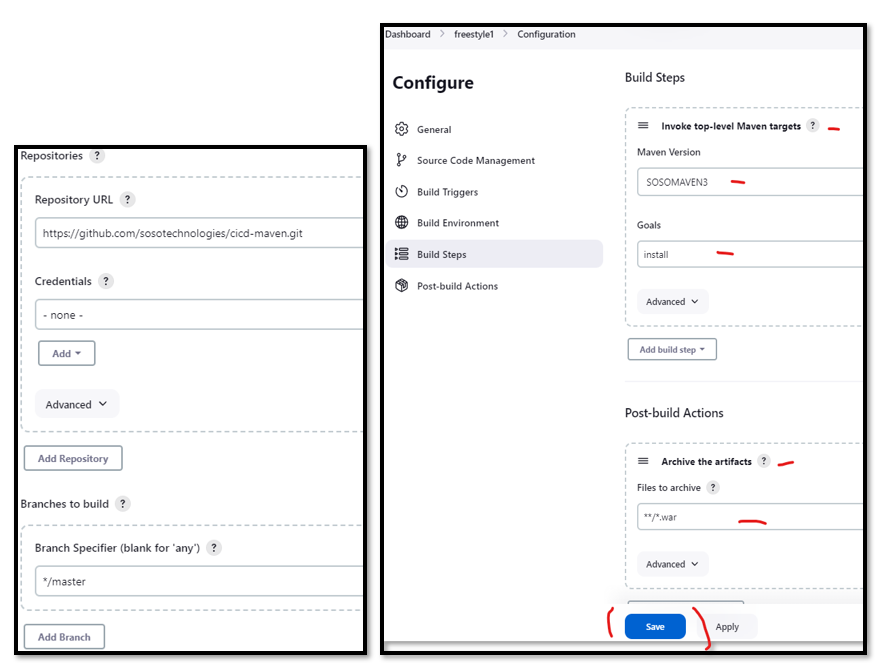 Repositories ?
Repository URL ?
https://github.com/sosotechnologies/cicd-maven.git
Credentials ?
- none -
Add
Advanced
Add Repository
Branches to build ?
Branch Specifier (blank for 'any') ?
*/master
Add Branch
Dashboard > freestyle1 > Configuration
Configure
General
Source Code Management
Build Triggers
Build Environment
Build Steps
Post-build Actions
Build Steps
Invoke top-level Maven targets ?
Maven Version
SOSOMAVEN3
Goals
install
Advanced
Add build step
Post-build Actions
Archive the artifacts ?
Files to archive ?
**/*.war
Advanced
Save Apply